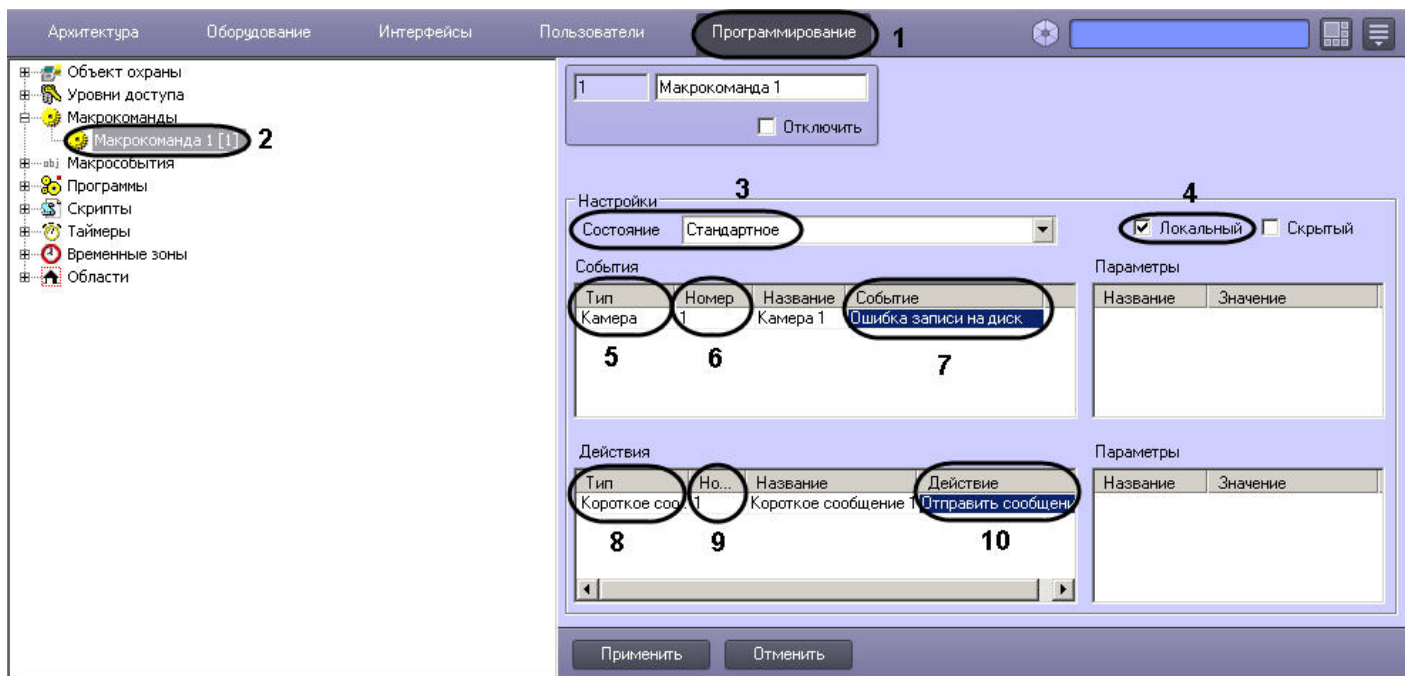 Архитектура Оборудование Интерфейсы Пользователи Программирование 1
Объект охраны
Уровни доступа
Макрокоманды
Макрокоманда 1 [1] 2
obj Макрособытия
Программы
Скрипты
Таймеры
Временные зоны
Области
1 Макрокоманда 1
Отключить
3 4
Настройки
Состояние Стандартное Локальный Скрытый
События Параметры
Тип Номер Название Событие Название Значение
Камера 1 Камера 1 Ошибка записи на диск
5 6 7
Действия Параметры
Тип Но... Название Действие Название Значение
Короткое соо... 1 Короткое сообщение 1 Отправить сообщени
8 9 10
Применить Отменить